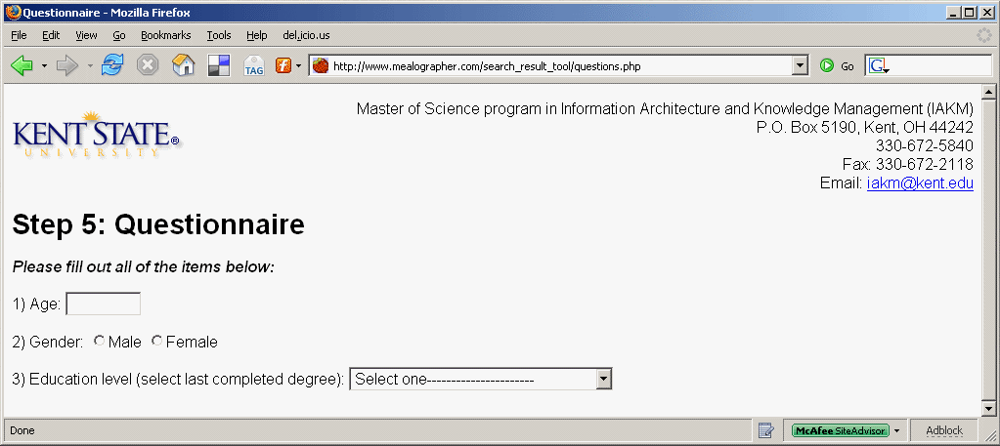 Questionnaire - Mozilla Firefox
File Edit View Go Bookmarks Tools Help del.icio.us
TAG http://www.mealographer.com/search_result_tool/questions.php Go G
KENT STATE®
UNIVERSITY
Master of Science program in Information Architecture and Knowledge Management (IAKM)
P.O. Box 5190, Kent, OH 44242
330-672-5840
Fax: 330-672-2118
Email: iakm@kent.edu
Step 5: Questionnaire
Please fill out all of the items below:
1) Age:
2) Gender: Male Female
3) Education level (select last completed degree): Select one----------------------
Done McAfee SiteAdvisor Adblock